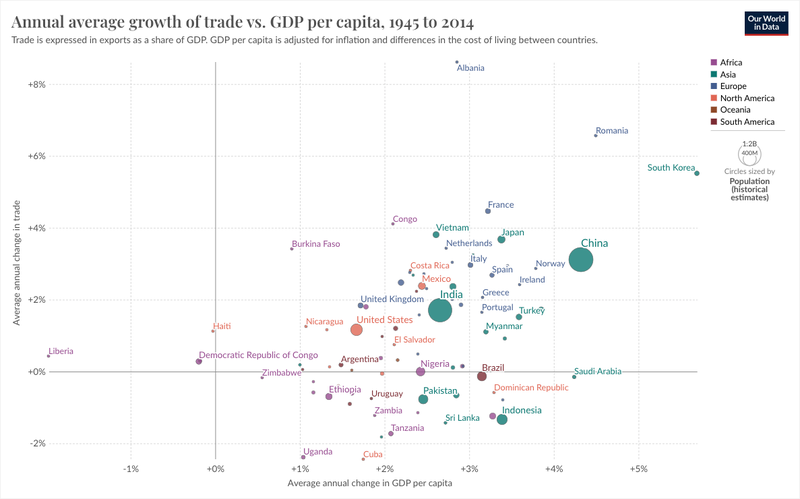 Annual average growth of trade vs. GDP per capita, 1945 to 2014
Trade is expressed in exports as a share of GDP. GDP per capita is adjusted for inflation and differences in the cost of living between countries.
Our World
in Data
Average annual change in trade
+8%
+6%
+4%
+2%
+0%
-2%
Albania
Romania
South Korea
France
Congo
Vietnam
Japan
Burkina Faso
Netherlands
China
Costa Rica
Italy
Spain
Norway
Mexico
Ireland
India
Greece
United Kingdom
Portugal
Turkey
Nicaragua
United States
Haiti
Myanmar
El Salvador
Liberia
Democratic Republic of Congo
Argentina
Nigeria
Brazil
Saudi Arabia
Zimbabwe
Ethiopia
Uruguay
Pakistan
Dominican Republic
Zambia
Sri Lanka
Indonesia
Tanzania
Uganda
Cuba
-1%
+0%
+1%
+2%
+3%
+4%
+5%
Average annual change in GDP per capita
Africa
Asia
Europe
North America
Oceania
South America
1:2B
400M
Circles sized by
Population
(historical
estimates)